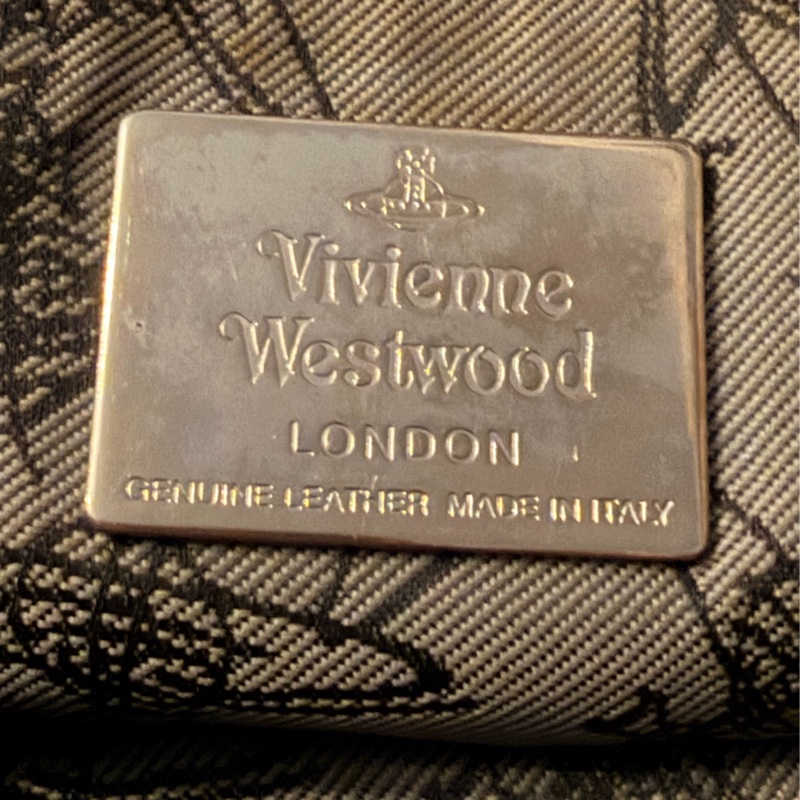 Vivienne
Westwood
LONDON
GENUINE LEATHER MADE IN ITALY